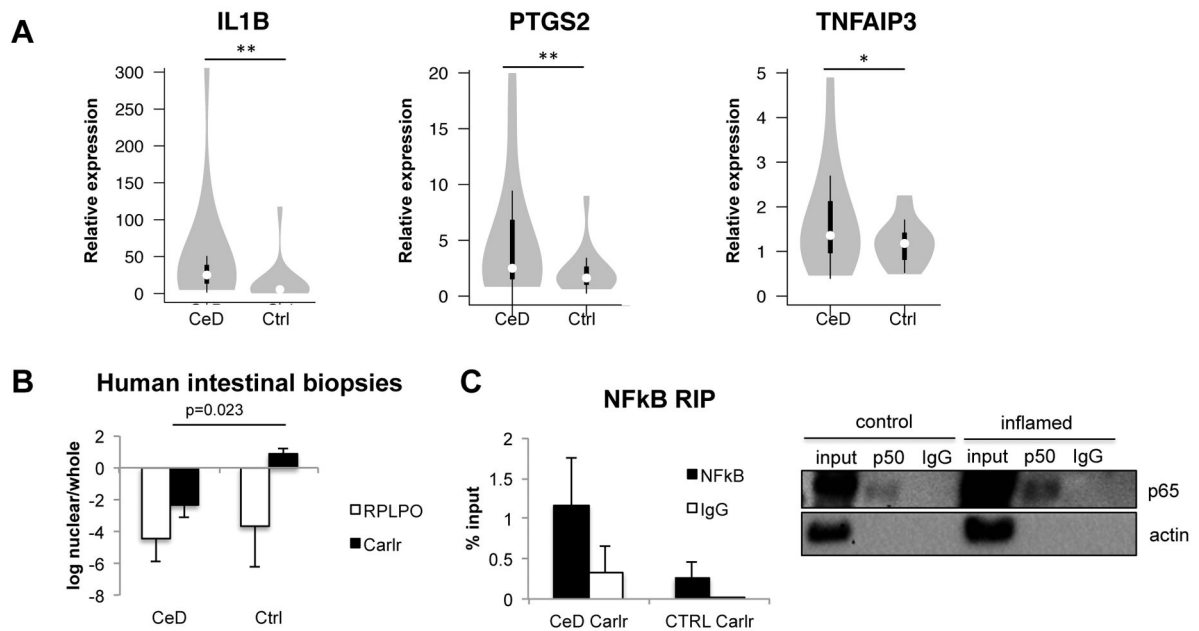 A
IL1B
PTGS2
TNFAIP3
**
**
*
Relative expression
300
250
200
150
100
50
0
CeD
Ctrl
Relative expression
20
15
10
5
0
CeD
Ctrl
Relative expression
5
4
3
2
1
0
CeD
Ctrl
B
Human intestinal biopsies
p=0.023
log nuclear/whole
2
0
-2
-4
-6
-8
CeD
Ctrl
RPLPO
Carlr
C
NFkB RIP
% input
2
1.5
1
0.5
0
CeD Carlr
CTRL Carlr
NFkB
IgG
control
inflamed
input p50 IgG
input p50 IgG
p65
actin